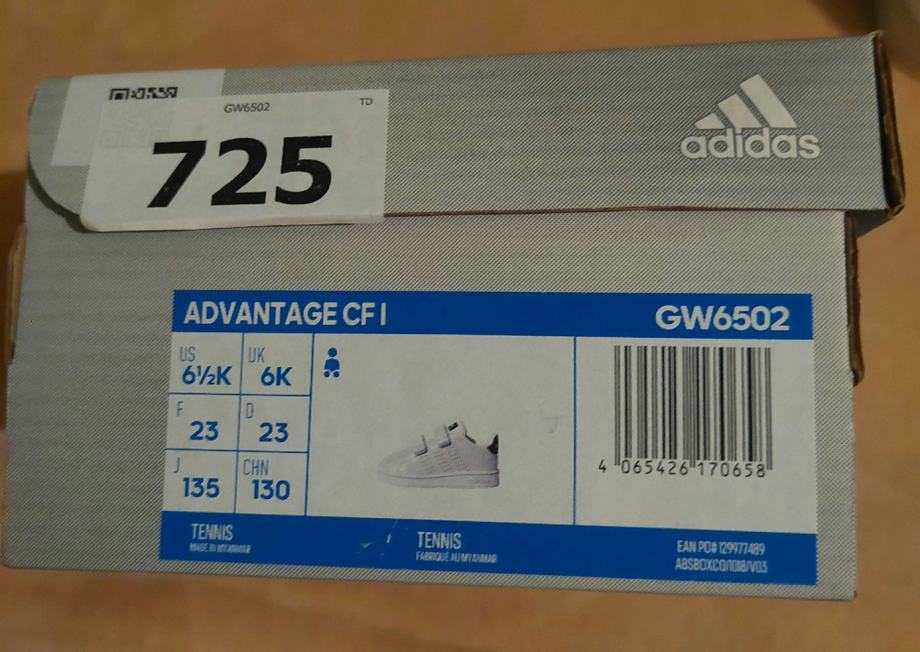 GW6502 TD
725
adidas
ADVANTAGE CF I GW6502
US 6½K UK 6K
F 23 D 23
J 135 CHN 130
4 065426 170658
TENNIS
MADE IN MYANMAR
TENNIS
FABRIQUÉ AU MYANMAR
EAN PO# 129977489
ABSBOXCO/1018/V03